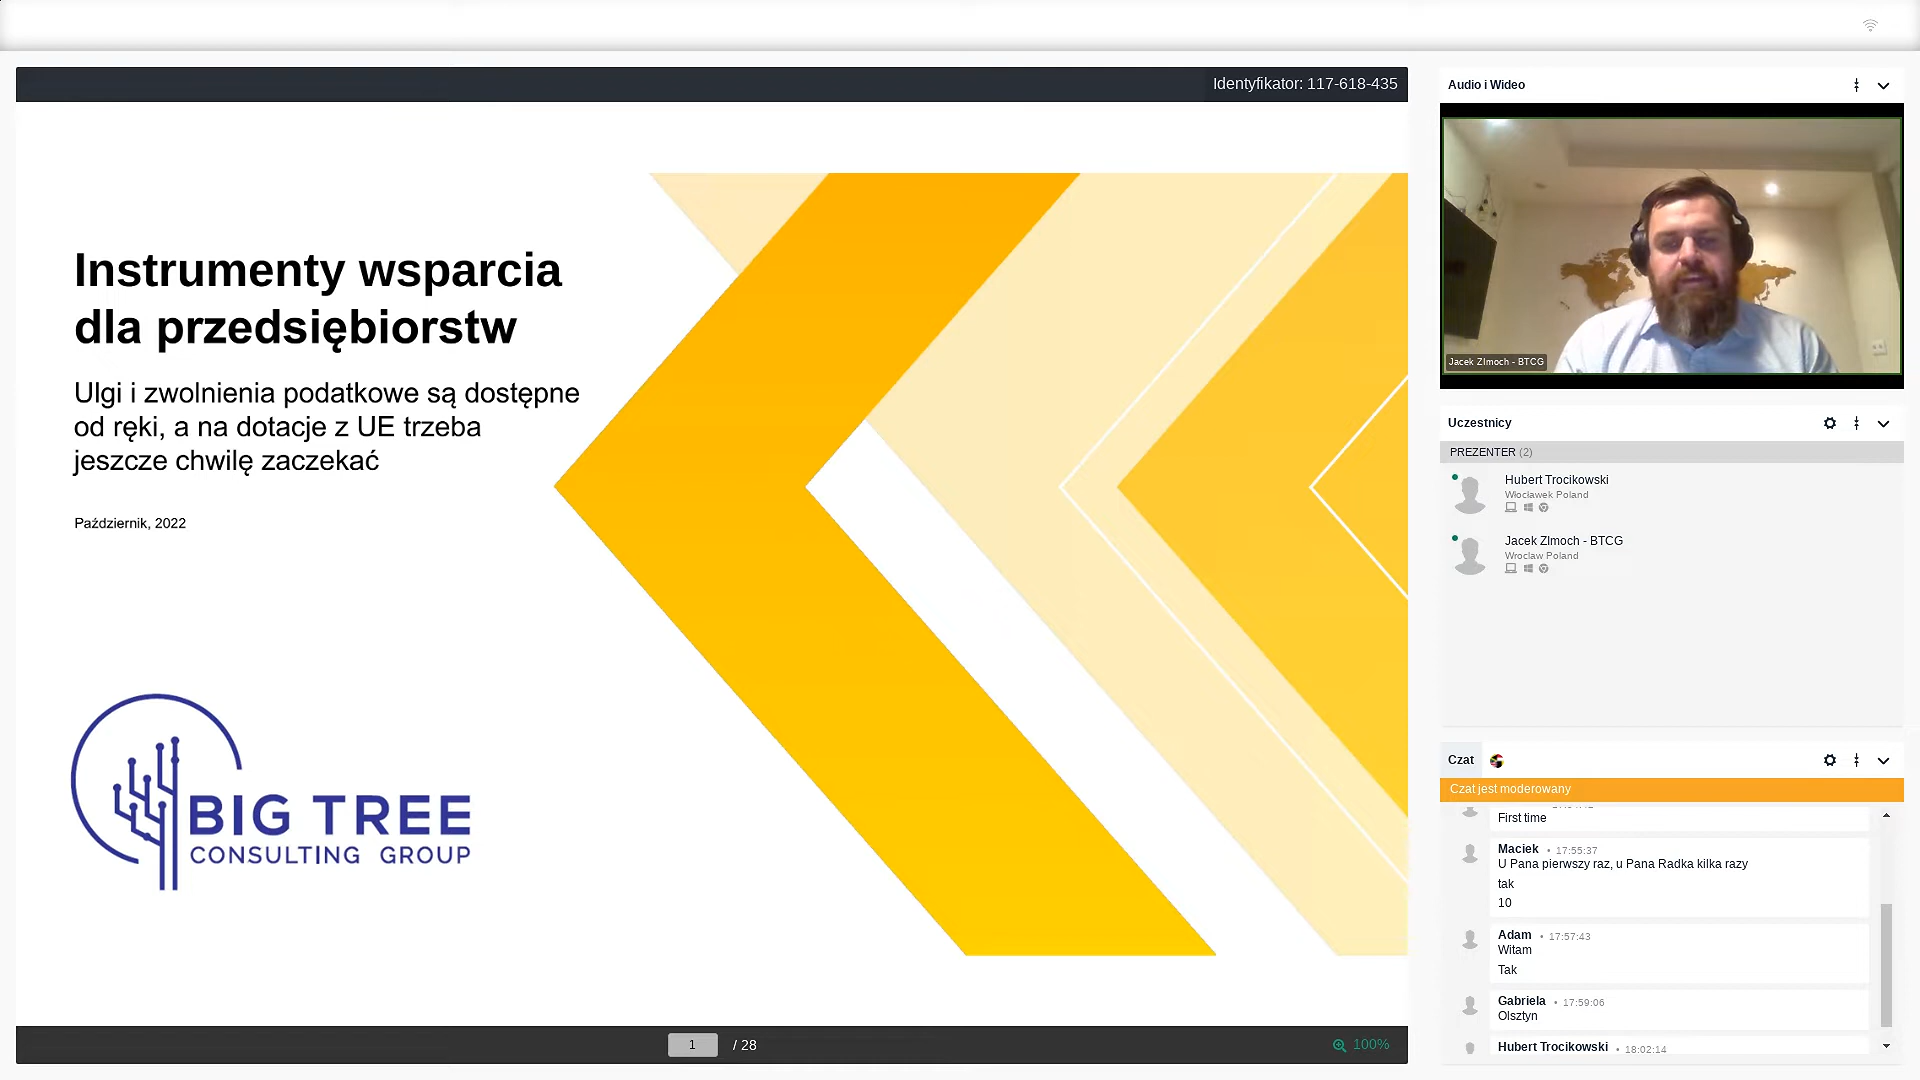 Identyfikator: 117-618-435
Instrumenty wsparcia
dla przedsiębiorstw
Ulgi i zwolnienia podatkowe są dostępne
od ręki, a na dotacje z UE trzeba
jeszcze chwilę zaczekać
Październik, 2022
BIG TREE
CONSULTING GROUP
1 / 28
100%
Audio i Wideo
Jacek ZImoch - BTCG
Uczestnicy
PREZENTER (2)
Hubert Trocikowski
Włocławek Poland
Jacek ZImoch - BTCG
Wroclaw Poland
Czat
Czat jest moderowany
First time
Maciek • 17:55:37
U Pana pierwszy raz, u Pana Radka kilka razy
tak
10
Adam • 17:57:43
Witam
Tak
Gabriela • 17:59:06
Olsztyn
Hubert Trocikowski • 18:02:14